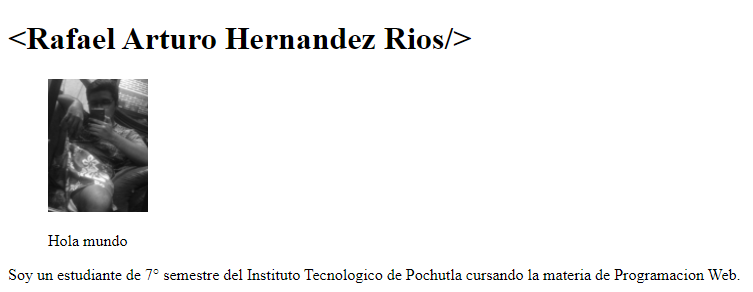 <Rafael Arturo Hernandez Rios/>
Hola mundo
Soy un estudiante de 7° semestre del Instituto Tecnologico de Pochutla cursando la materia de Programacion Web.